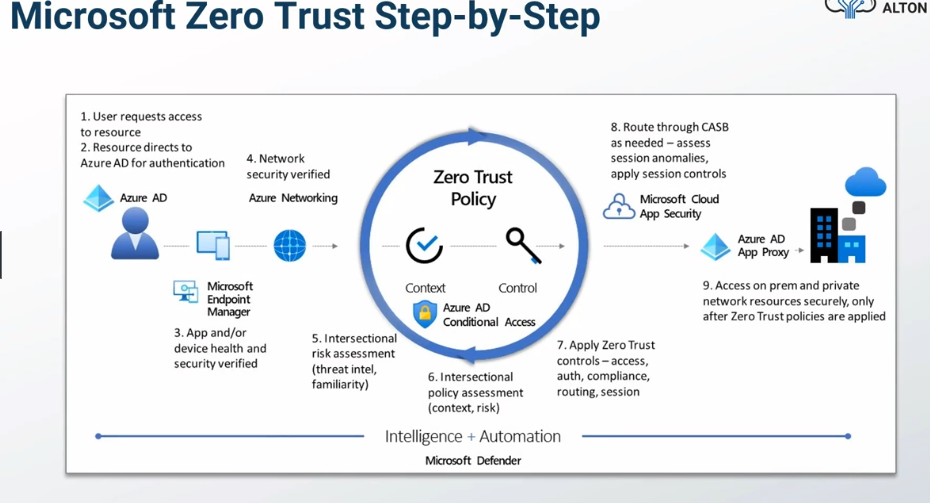 Microsoft Zero Trust Step-by-Step
ALTON
1. User requests access
to resource
2. Resource directs to
Azure AD for authentication
Azure AD
4. Network
security verified
Azure Networking
Microsoft
Endpoint
Manager
3. App and/or
device health and
security verified
5. Intersectional
risk assessment
(threat intel,
familiarity)
Zero Trust
Policy
Context
Control
Azure AD
Conditional Access
6. Intersectional
policy assessment
(context, risk)
7. Apply Zero Trust
controls – access,
auth, compliance,
routing, session
8. Route through CASB
as needed – assess
session anomalies,
apply session controls
Microsoft Cloud
App Security
Azure AD
App Proxy
9. Access on prem and private
network resources securely, only
after Zero Trust policies are applied
Intelligence + Automation
Microsoft Defender